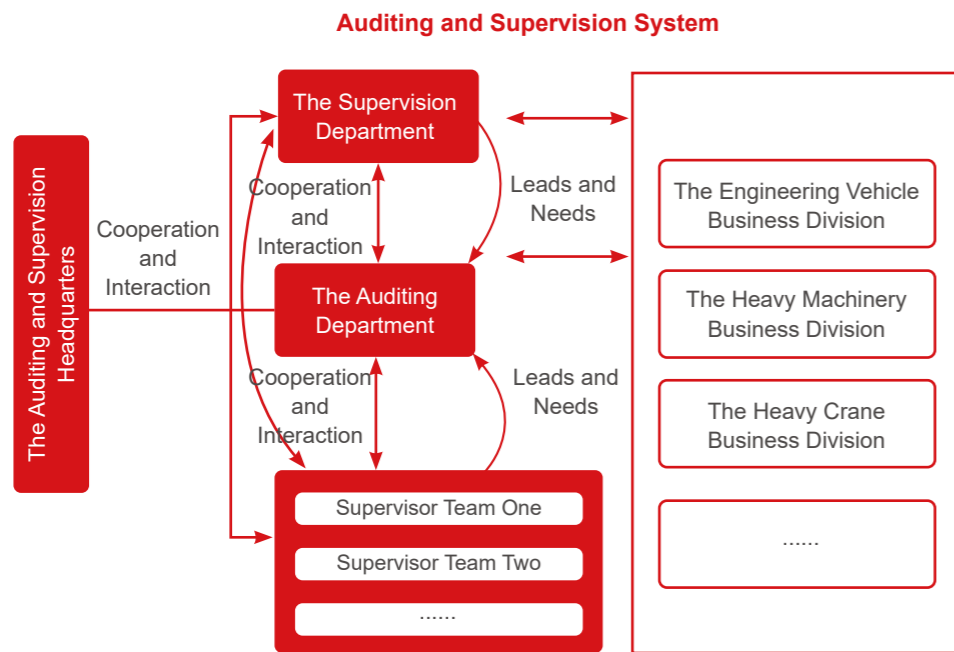 Auditing and Supervision System
The Auditing and Supervision
Headquarters
Cooperation
and
Interaction
The Supervision
Department
Cooperation
and
Interaction
Leads and
Needs
The Auditing
Department
Cooperation
and
Interaction
Leads and
Needs
Supervisor Team One
Supervisor Team Two
......
The Engineering Vehicle
Business Division
The Heavy Machinery
Business Division
The Heavy Crane
Business Division
......